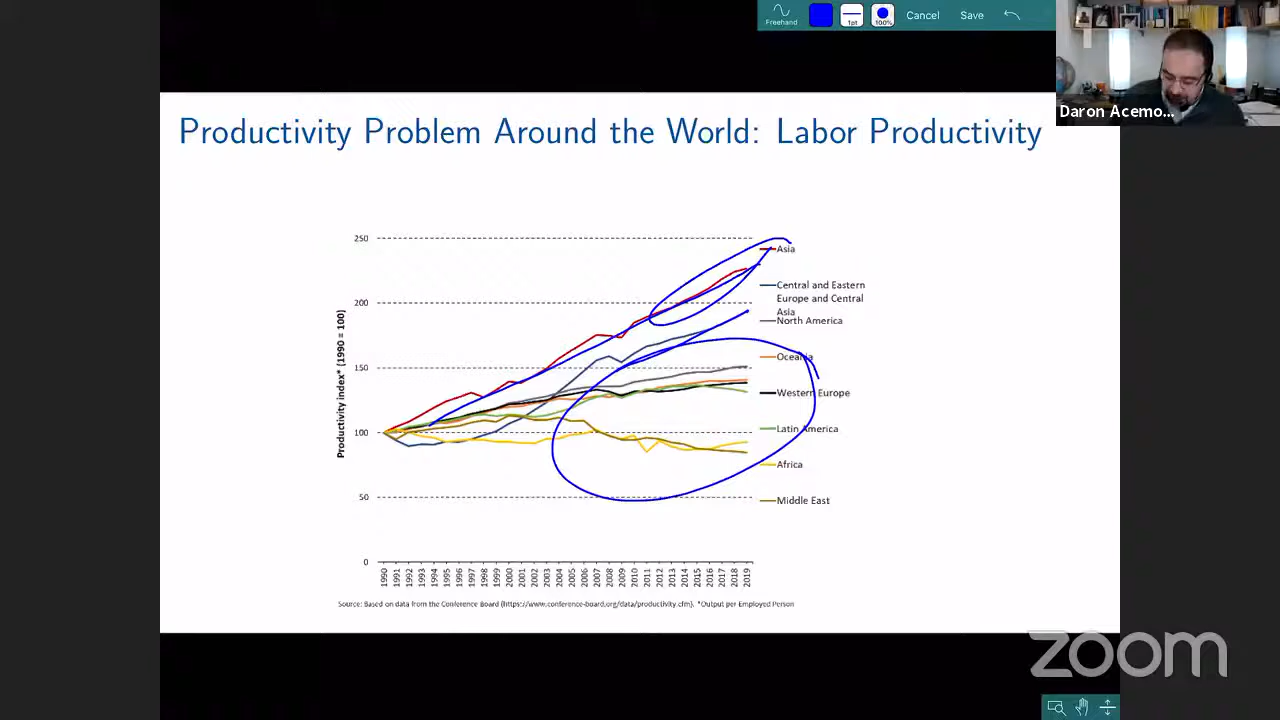 Freehand
1pt
100%
Cancel
Save
Daron Acemo...
Productivity Problem Around the World: Labor Productivity
Productivity index* (1990 = 100)
250
200
150
100
50
0
Asia
Central and Eastern
Europe and Central
Asia
North America
Oceania
Western Europe
Latin America
Africa
Middle East
1990
1991
1992
1993
1994
1995
1996
1997
1998
1999
2000
2001
2002
2003
2004
2005
2006
2007
2008
2009
2010
2011
2012
2013
2014
2015
2016
2017
2018
2019
Source: Based on data from the Conference Board (https://www.conference-board.org/data/productivity.cfm). *Output per Employed Person
zoom